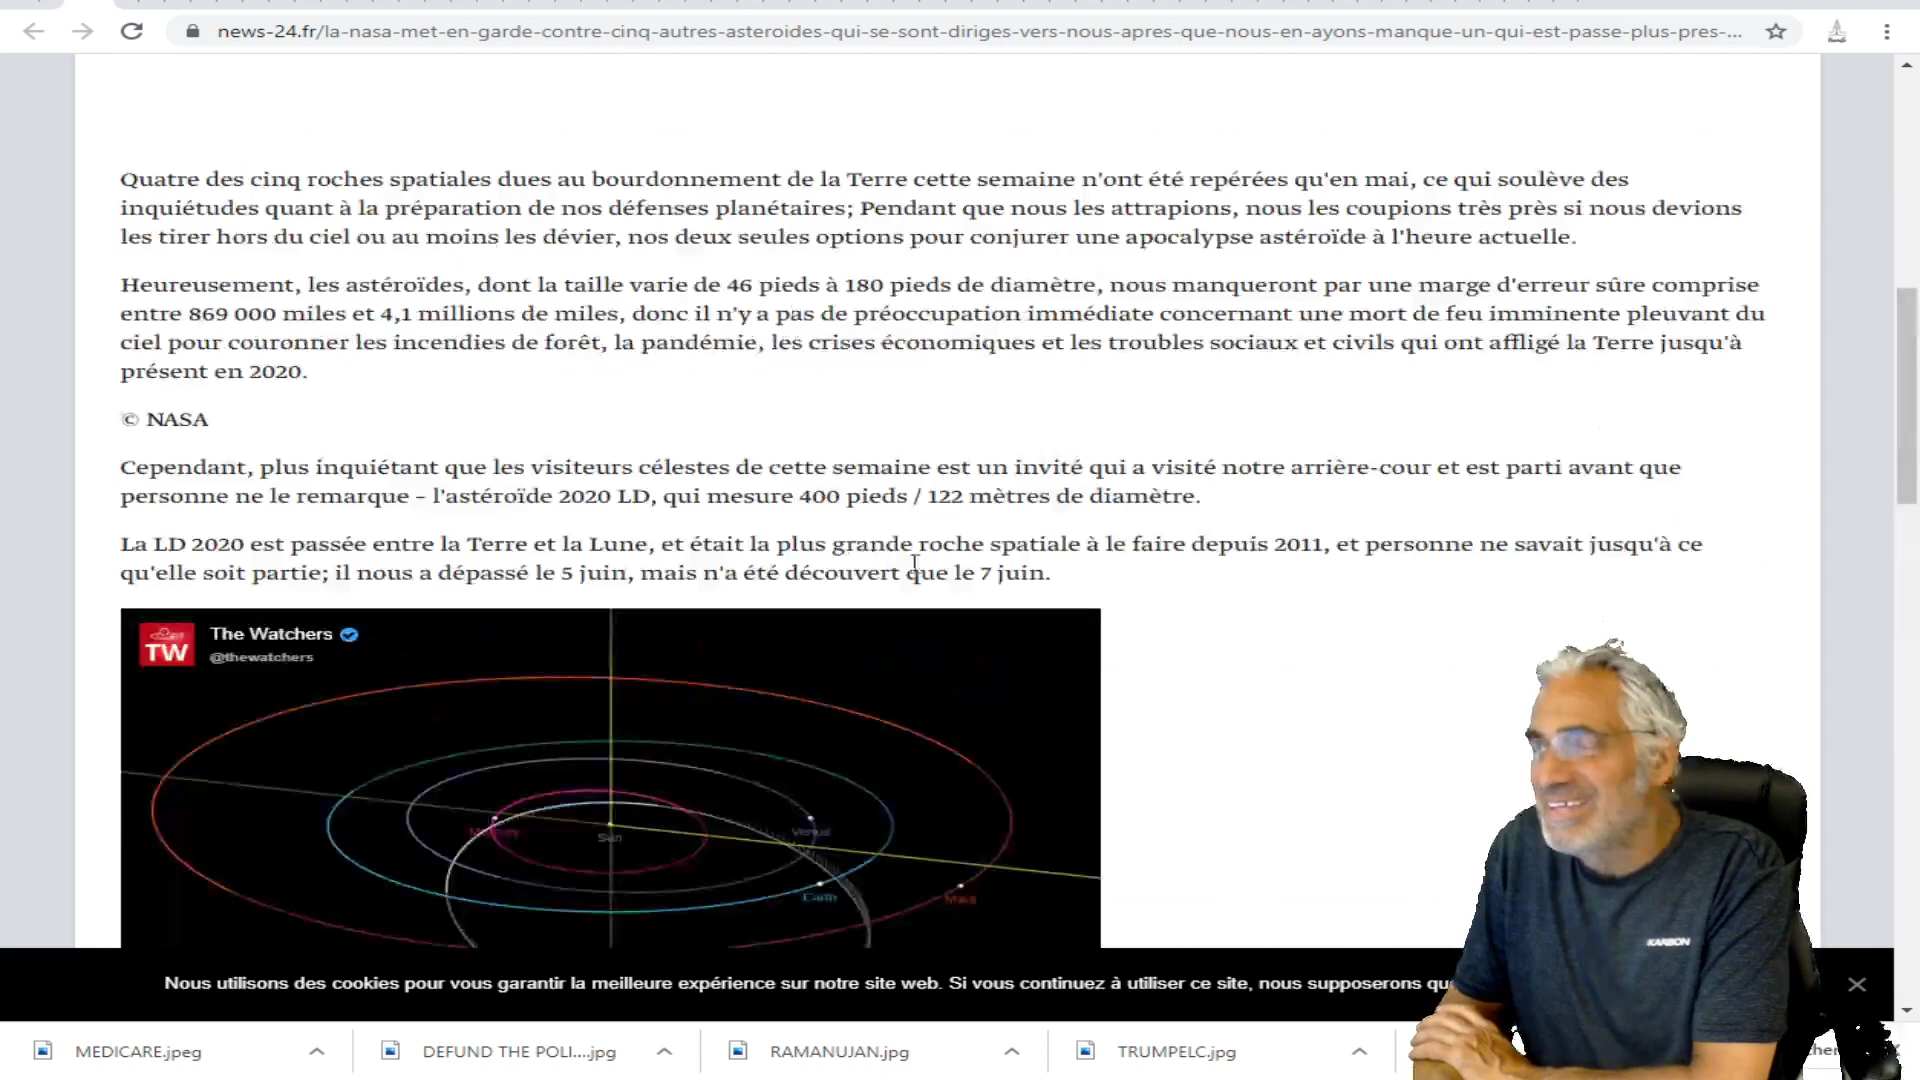 news-24.fr/la-nasa-met-en-garde-contre-cinq-autres-asteroides-qui-se-sont-diriges-vers-nous-apres-que-nous-en-ayons-manque-un-qui-est-passe-plus-pres-...
Quatre des cinq roches spatiales dues au bourdonnement de la Terre cette semaine n'ont été repérées qu'en mai, ce qui soulève des
inquiétudes quant à la préparation de nos défenses planétaires; Pendant que nous les attrapions, nous les coupions très près si nous devions
les tirer hors du ciel ou au moins les dévier, nos deux seules options pour conjurer une apocalypse astéroïde à l'heure actuelle.
Heureusement, les astéroïdes, dont la taille varie de 46 pieds à 180 pieds de diamètre, nous manqueront par une marge d'erreur sûre comprise
entre 869 000 miles et 4,1 millions de miles, donc il n'y a pas de préoccupation immédiate concernant une mort de feu imminente pleuvant du
ciel pour couronner les incendies de forêt, la pandémie, les crises économiques et les troubles sociaux et civils qui ont affligé la Terre jusqu'à
présent en 2020.
© NASA
Cependant, plus inquiétant que les visiteurs célestes de cette semaine est un invité qui a visité notre arrière-cour et est parti avant que
personne ne le remarque – l'astéroïde 2020 LD, qui mesure 400 pieds / 122 mètres de diamètre.
La LD 2020 est passée entre la Terre et la Lune, et était la plus grande roche spatiale à le faire depuis 2011, et personne ne savait jusqu'à ce
qu'elle soit partie; il nous a dépassé le 5 juin, mais n'a été découvert que le 7 juin.
TW
The Watchers
@thewatchers
Mercury
Sun
Venus
Earth
Mars
KARBON
Nous utilisons des cookies pour vous garantir la meilleure expérience sur notre site web. Si vous continuez à utiliser ce site, nous supposerons
MEDICARE.jpeg
DEFUND THE POLI....jpg
RAMANUJAN.jpg
TRUMPELC.jpg